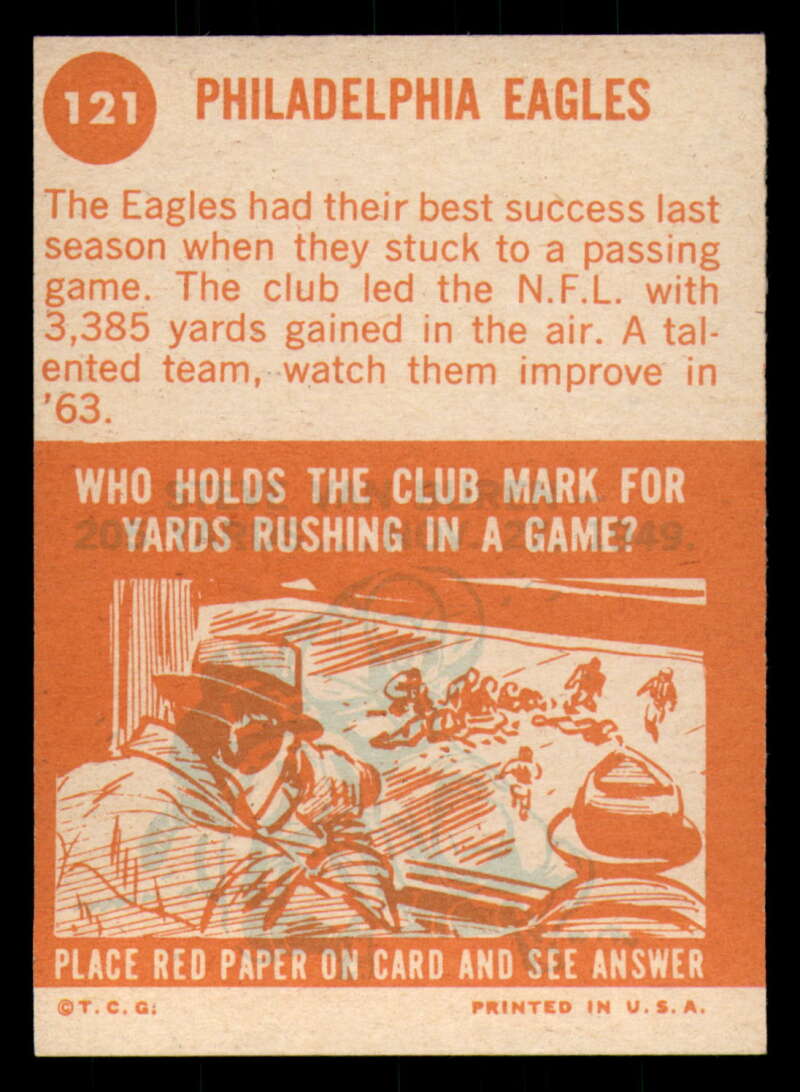 121
PHILADELPHIA EAGLES
The Eagles had their best success last
season when they stuck to a passing
game. The club led the N.F.L. with
3,385 yards gained in the air. A tal-
ented team, watch them improve in
'63.
WHO HOLDS THE CLUB MARK FOR
YARDS RUSHING IN A GAME?
STEVE VAN BUREN—
PLACE RED PAPER ON CARD AND SEE ANSWER
©T.C.G.
PRINTED IN U.S.A.